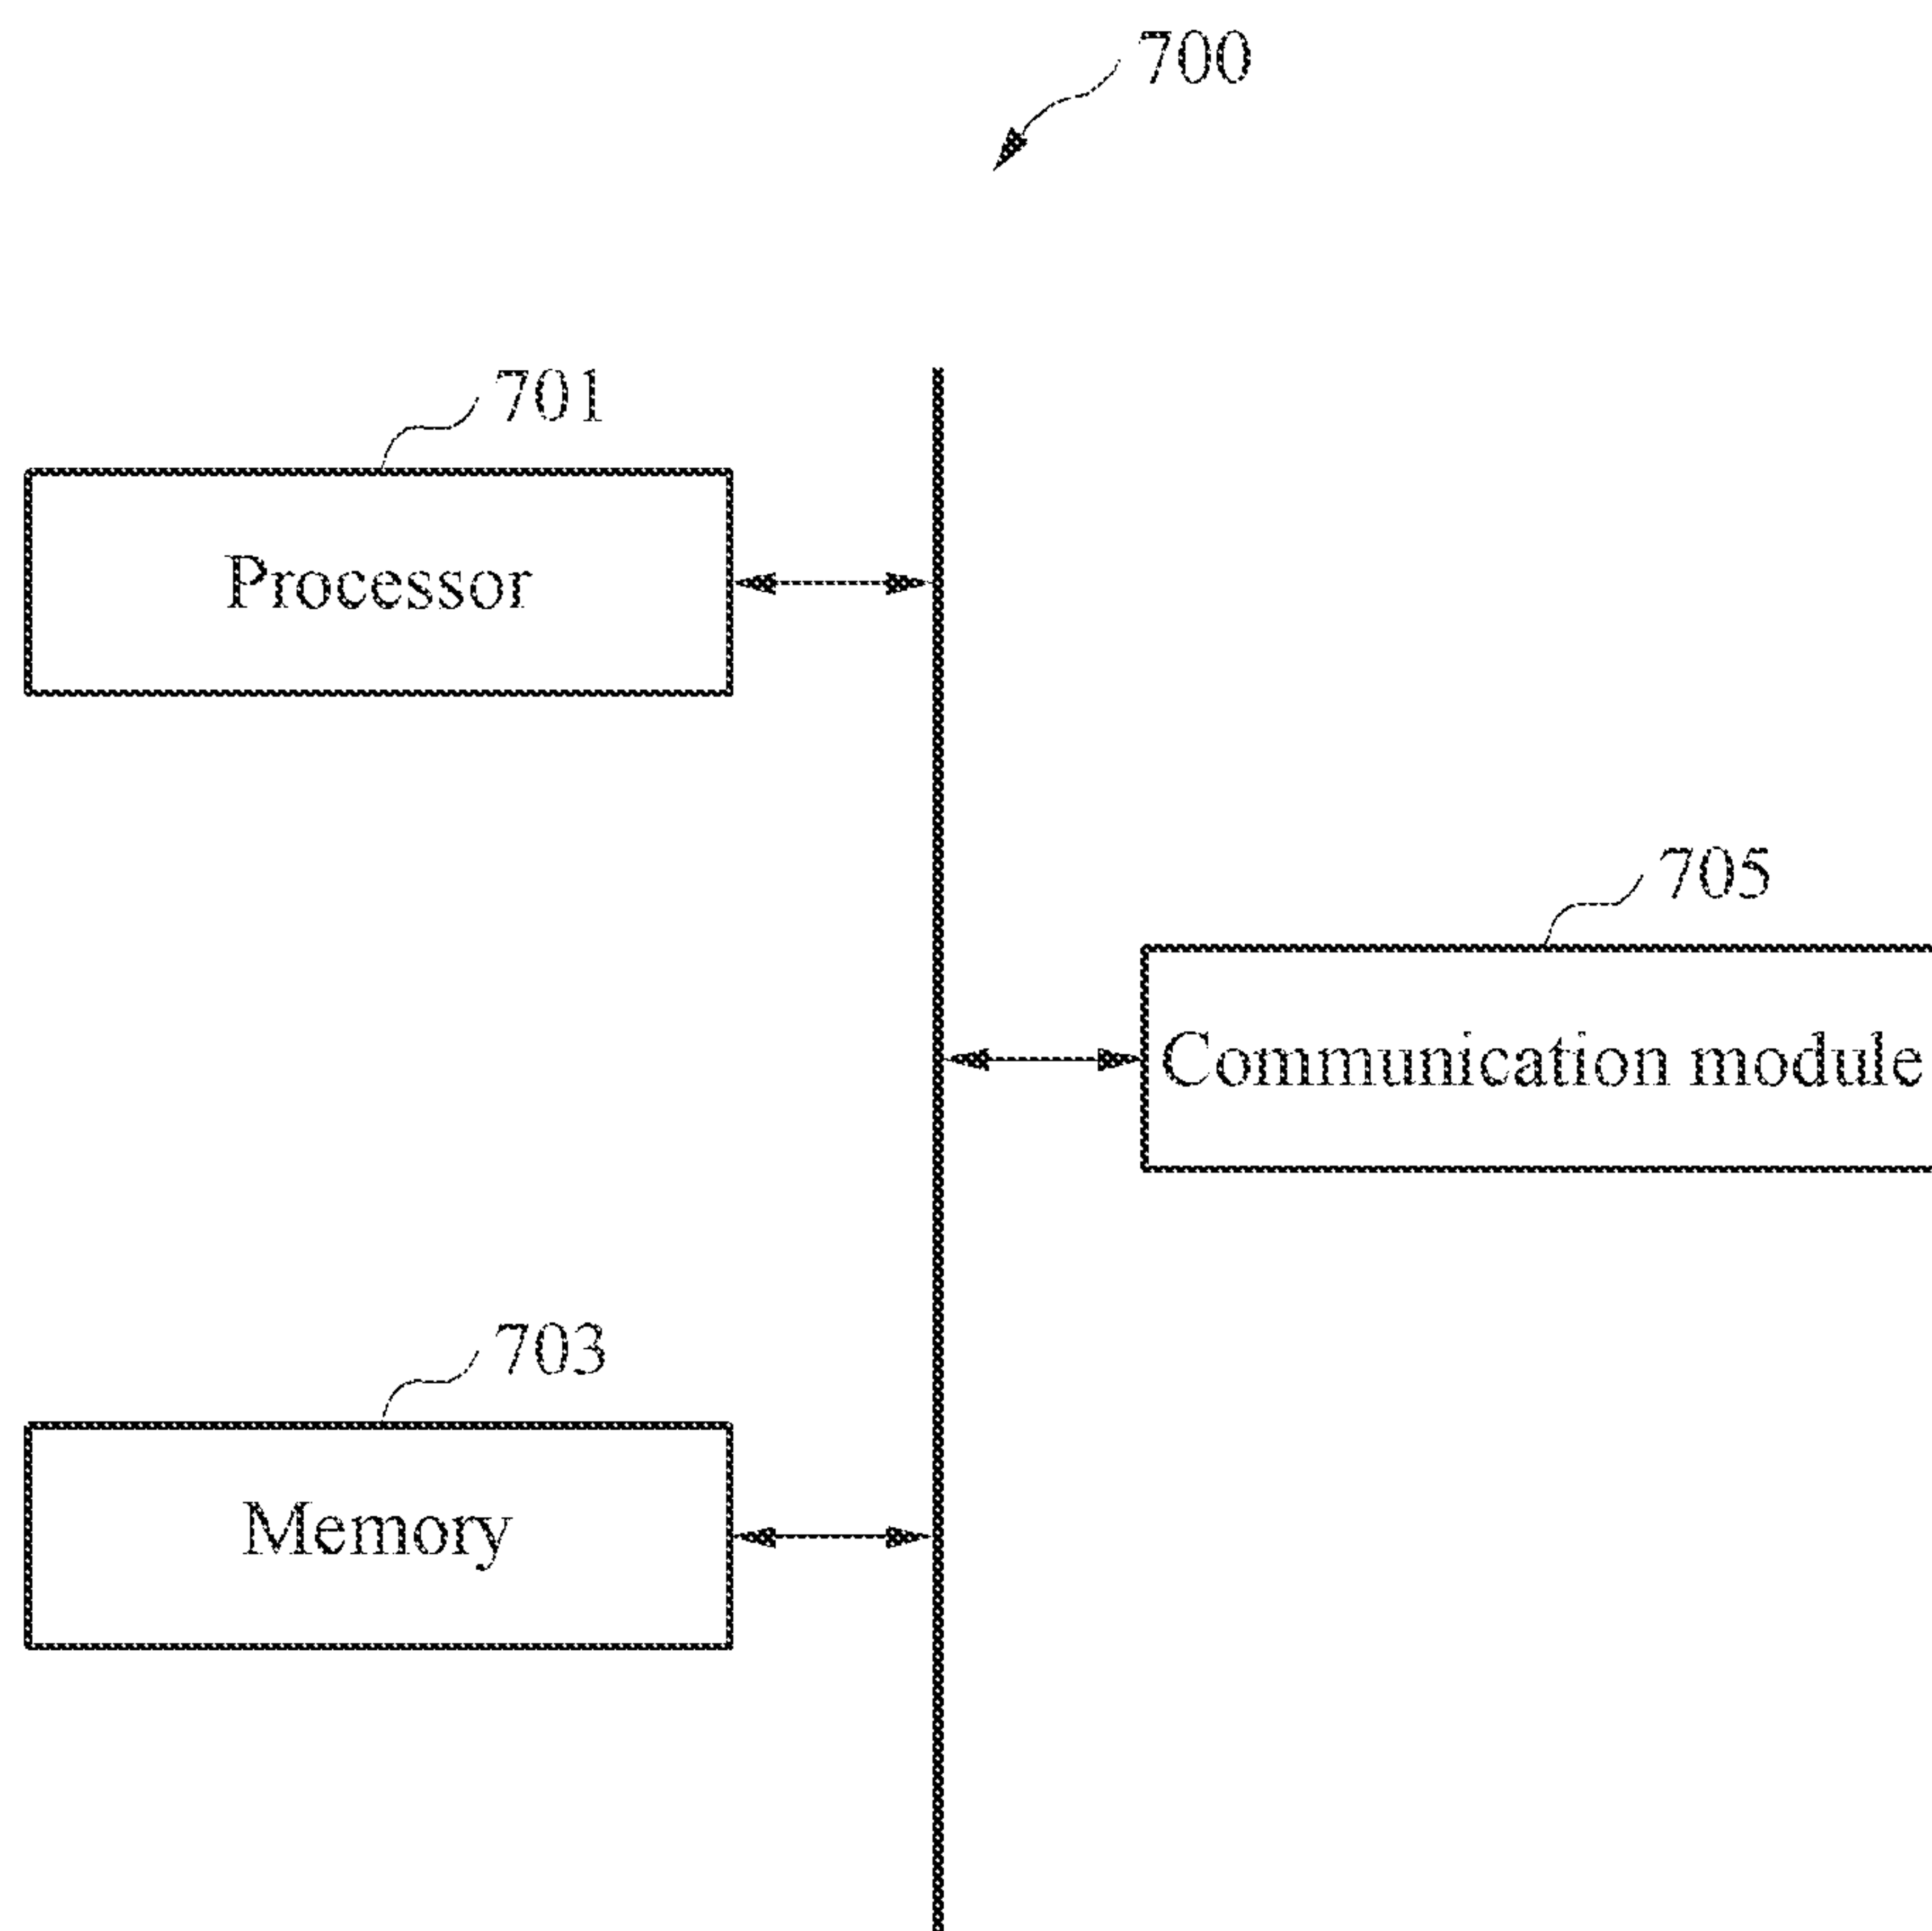 700
701
Processor
705
Communication module
703
Memory